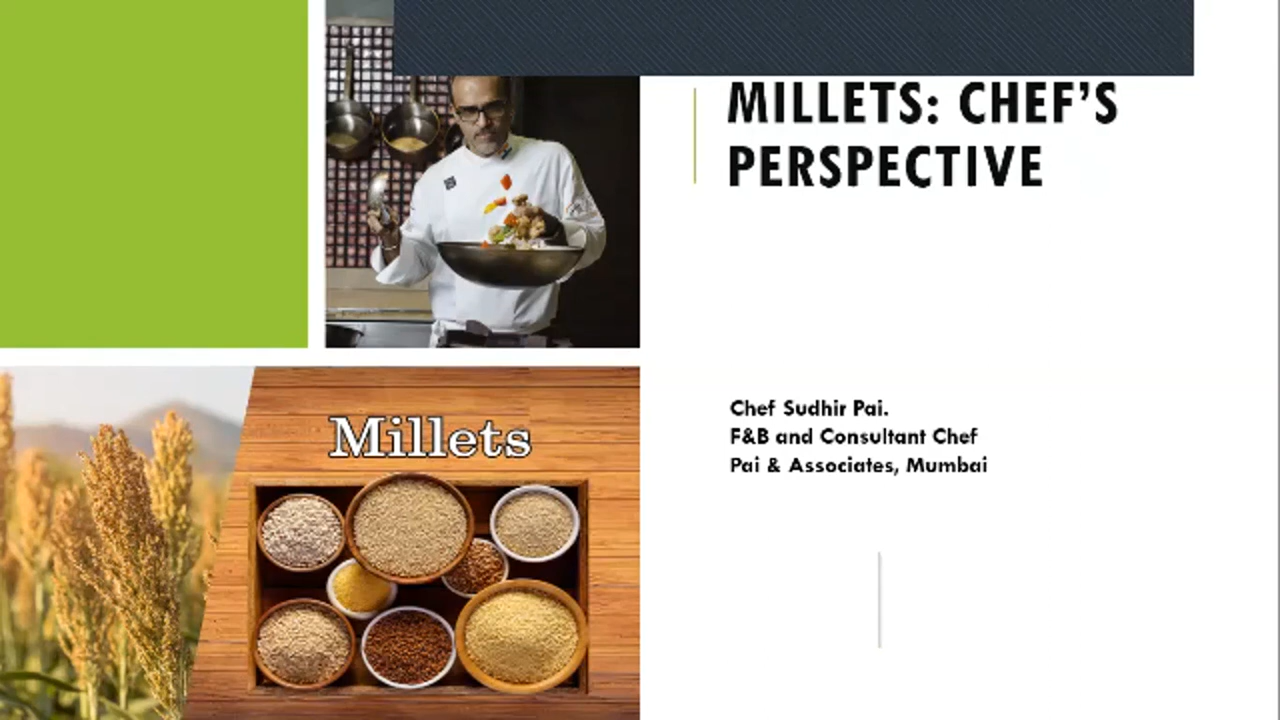 MILLETS: CHEF'S
PERSPECTIVE
Chef Sudhir Pai.
F&B and Consultant Chef
Pai & Associates, Mumbai
Millets